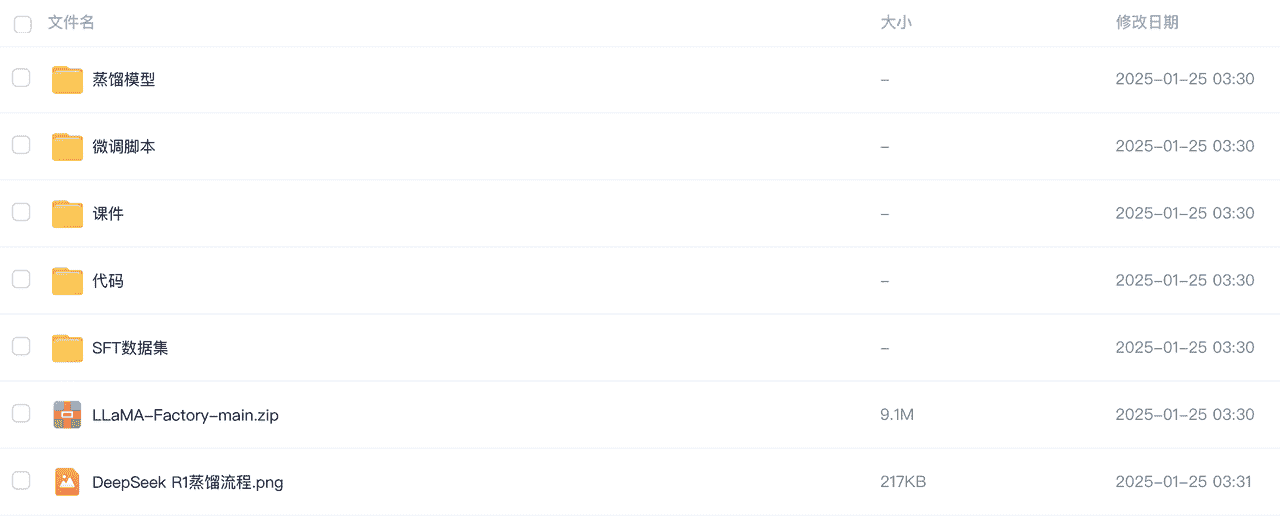 文件名 大小 修改日期
蒸馏模型 – 2025-01-25 03:30
微调脚本 – 2025-01-25 03:30
课件 – 2025-01-25 03:30
代码 – 2025-01-25 03:30
SFT数据集 – 2025-01-25 03:30
LLaMA-Factory-main.zip 9.1M 2025-01-25 03:30
DeepSeek R1蒸馏流程.png 217KB 2025-01-25 03:31